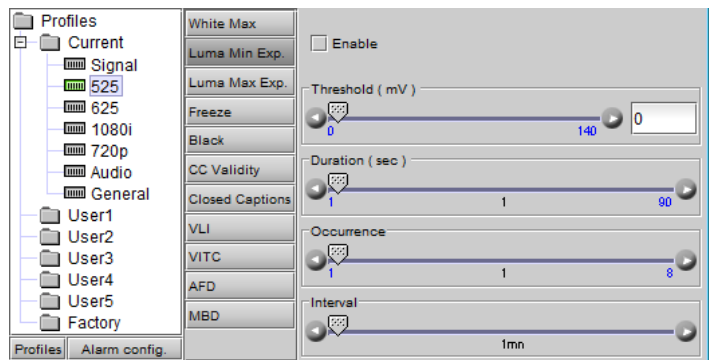 Profiles
Current
Signal
525
625
1080i
720p
Audio
General
User1
User2
User3
User4
User5
Factory
Profiles
Alarm config.
White Max
Luma Min Exp.
Luma Max Exp.
Freeze
Black
CC Validity
Closed Captions
VLI
VITC
AFD
MBD
Enable
Threshold ( mV )
0 140 0
Duration ( sec )
1 1 90
Occurrence
1 1 8
Interval
1mn